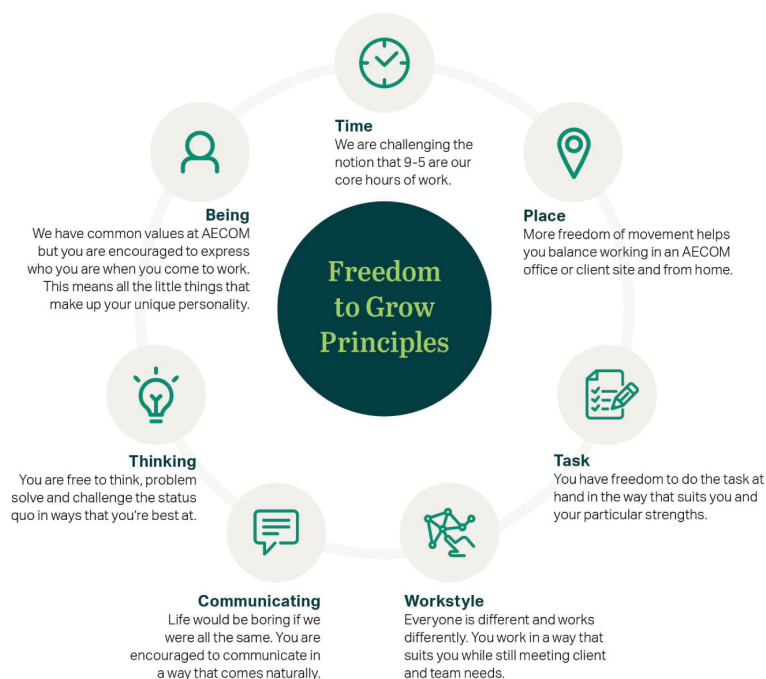 Time
We are challenging the
notion that 9-5 are our
core hours of work.
Place
More freedom of movement helps
you balance working in an AECOM
office or client site and from home.
Task
You have freedom to do the task at
hand in the way that suits you and
your particular strengths.
Workstyle
Everyone is different and works
differently. You work in a way that
suits you while still meeting client
and team needs.
Communicating
Life would be boring if we
were all the same. You are
encouraged to communicate in
a way that comes naturally.
Thinking
You are free to think, problem
solve and challenge the status
quo in ways that you're best at.
Being
We have common values at AECOM
but you are encouraged to express
who you are when you come to work.
This means all the little things that
make up your unique personality.
Freedom
to Grow
Principles